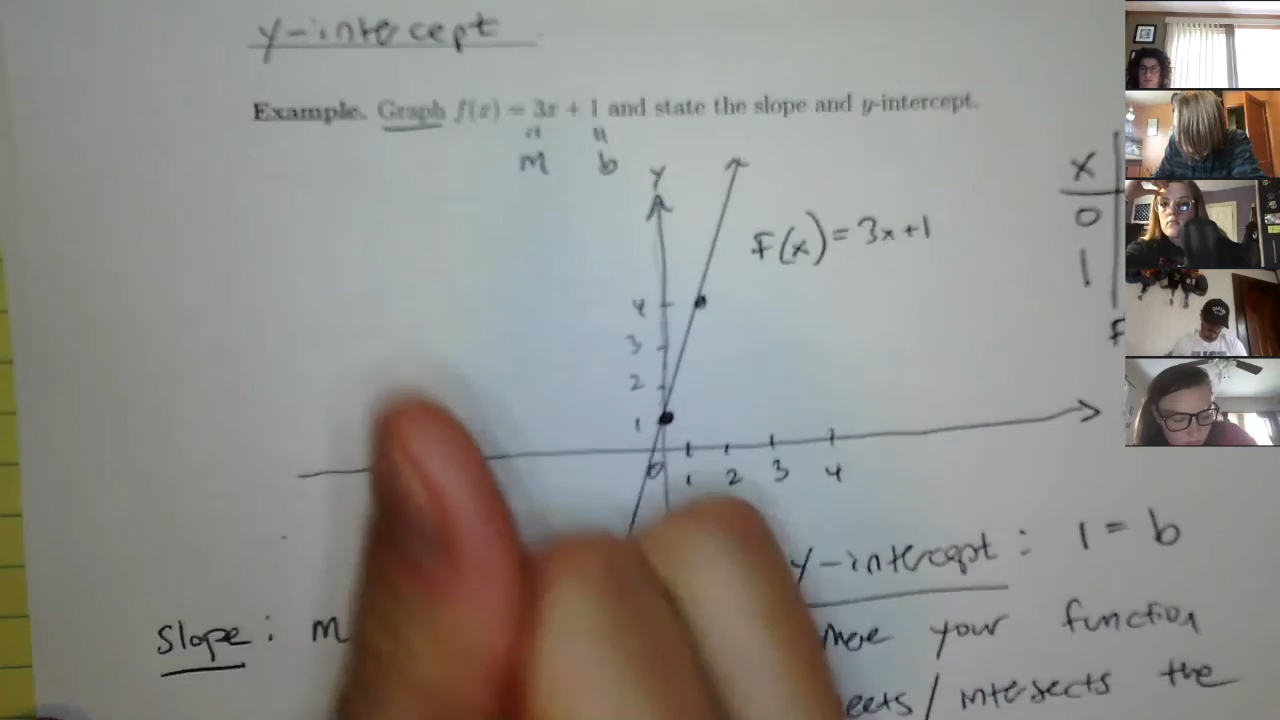 y-intercept
Example. Graph f(x) = 3x + 1 and state the slope and y-intercept.
" "
m b
Y
F(x) = 3x+1
4
3
2
1
0 1 2 3 4
x
0
1
y-intercept: 1 = b
Slope: m
your function
/ intersects the